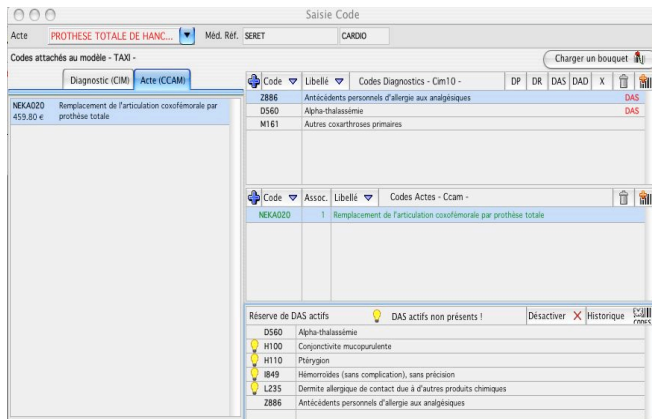 Saisie Code
Acte PROTHESE TOTALE DE HANC... Méd. Réf. SERET CARDIO
Codes attachés au modèle - TAXI - Charger un bouquet
Diagnostic (CIM) Acte (CCAM)
NEKA020 Remplacement de l'articulation coxofémorale par
459.80 € prothèse totale
Code Libellé Codes Diagnostics - Cim10 - DP DR DAS DAD X
Z886 Antécédents personnels d'allergie aux analgésiques DAS
D560 Alpha-thalassémie DAS
M161 Autres coxarthroses primaires
Code Assoc. Libellé Codes Actes - Ccam -
NEKA020 1 Remplacement de l'articulation coxofémorale par prothèse totale
Réserve de DAS actifs DAS actifs non présents ! Désactiver X Historique CODES
D560 Alpha-thalassémie
H100 Conjonctivite mucopurulente
H110 Ptérygion
I849 Hémorroïdes (sans complication), sans précision
L235 Dermite allergique de contact due à d'autres produits chimiques
Z886 Antécédents personnels d'allergie aux analgésiques